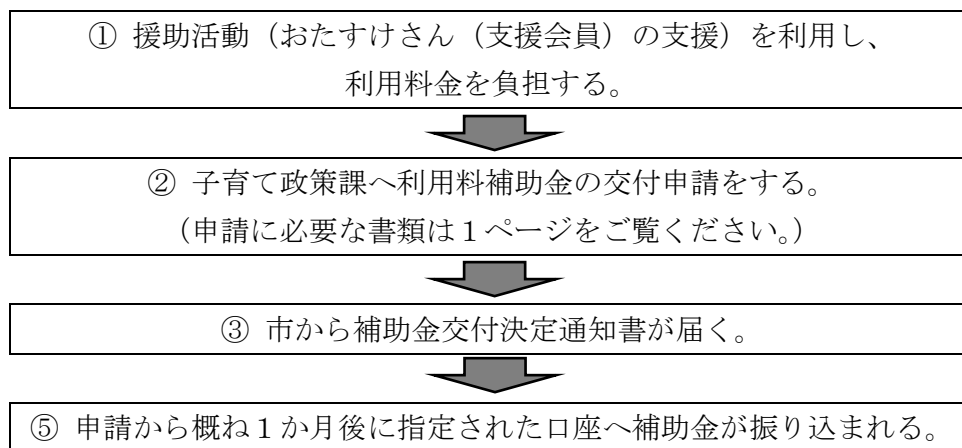 ① 援助活動（おたすけさん（支援会員）の支援）を利用し、
利用料金を負担する。
② 子育て政策課へ利用料補助金の交付申請をする。
（申請に必要な書類は１ページをご覧ください。）
③ 市から補助金交付決定通知書が届く。
⑤ 申請から概ね１か月後に指定された口座へ補助金が振り込まれる。